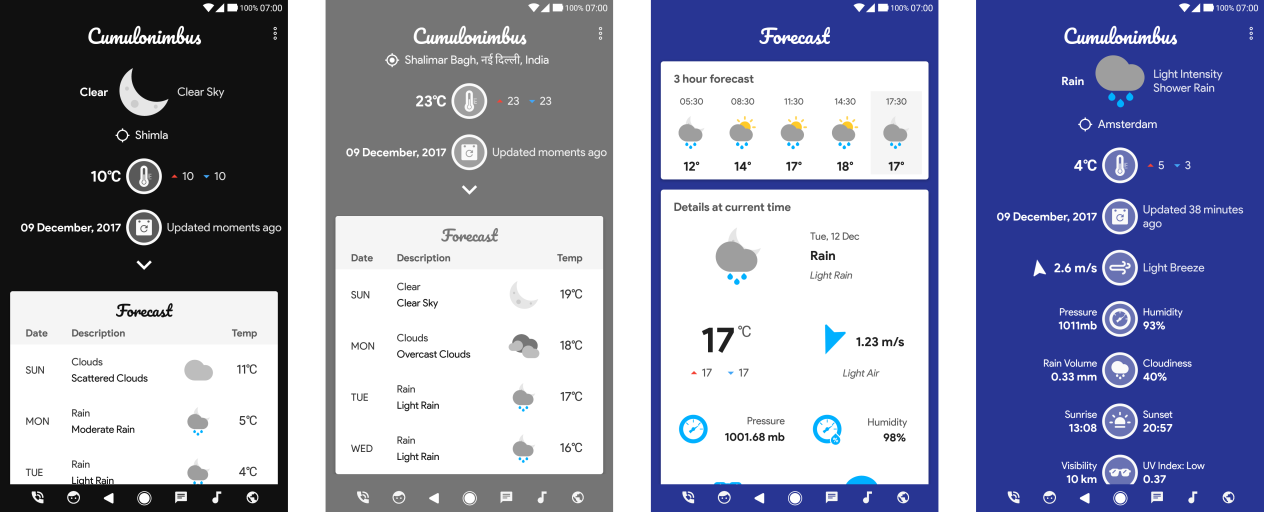 100% 07:00
Cumulonimbus
Clear
Clear Sky
Shimla
10°C
10 10
09 December, 2017
Updated moments ago
Forecast
Date Description Temp
SUN
Clouds
Scattered Clouds
11°C
MON
Rain
Moderate Rain
5°C
TUE
Rain
Light Rain
4°C
100% 07:00
Cumulonimbus
Shalimar Bagh, नई दिल्ली, India
23°C
23 23
09 December, 2017
Updated moments ago
Forecast
Date Description Temp
SUN
Clear
Clear Sky
19°C
MON
Clouds
Overcast Clouds
18°C
TUE
Rain
Light Rain
17°C
WED
Rain
Light Rain
16°C
100% 07:00
Forecast
3 hour forecast
05:30 08:30 11:30 14:30 17:30
12° 14° 17° 18° 17°
Details at current time
Tue, 12 Dec
Rain
Light Rain
17 °C
17 17
1.23 m/s
Light Air
Pressure
1001.68 mb
Humidity
98%
%
100% 07:00
Cumulonimbus
Rain
Light Intensity
Shower Rain
Amsterdam
4°C
5 3
09 December, 2017
Updated 38 minutes
ago
2.6 m/s
Light Breeze
Pressure
1011mb
Humidity
93%
Rain Volume
0.33 mm
Cloudiness
40%
Sunrise
13:08
Sunset
20:57
Visibility
10 km
UV Index: Low
0.37